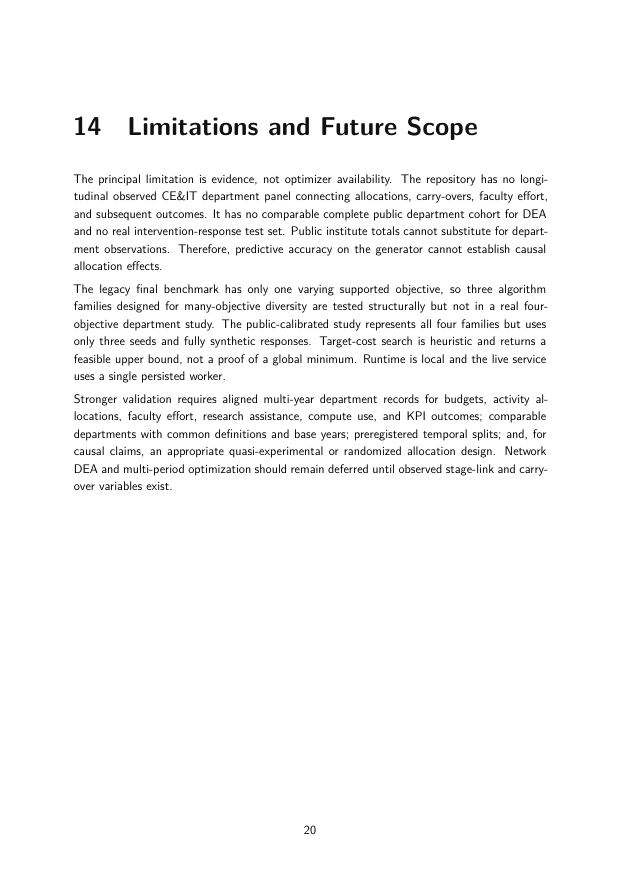 14 Limitations and Future Scope
The principal limitation is evidence, not optimizer availability. The repository has no longi-
tudinal observed CE&IT department panel connecting allocations, carry-overs, faculty effort,
and subsequent outcomes. It has no comparable complete public department cohort for DEA
and no real intervention-response test set. Public institute totals cannot substitute for depart-
ment observations. Therefore, predictive accuracy on the generator cannot establish causal
allocation effects.
The legacy final benchmark has only one varying supported objective, so three algorithm
families designed for many-objective diversity are tested structurally but not in a real four-
objective department study. The public-calibrated study represents all four families but uses
only three seeds and fully synthetic responses. Target-cost search is heuristic and returns a
feasible upper bound, not a proof of a global minimum. Runtime is local and the live service
uses a single persisted worker.
Stronger validation requires aligned multi-year department records for budgets, activity al-
locations, faculty effort, research assistance, compute use, and KPI outcomes; comparable
departments with common definitions and base years; preregistered temporal splits; and, for
causal claims, an appropriate quasi-experimental or randomized allocation design. Network
DEA and multi-period optimization should remain deferred until observed stage-link and carry-
over variables exist.
20